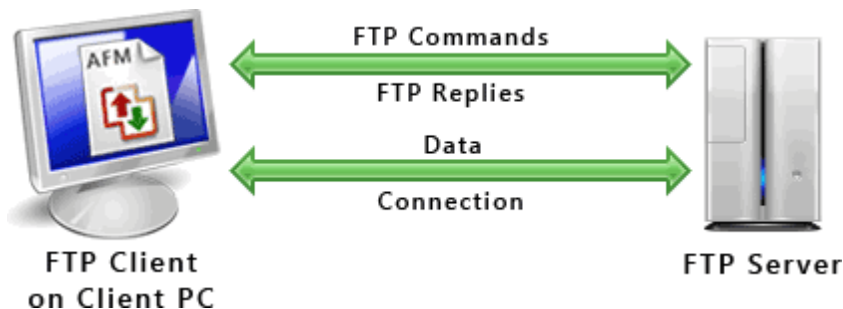 AFM
FTP Commands
FTP Replies
Data
Connection
FTP Client
on Client PC
FTP Server